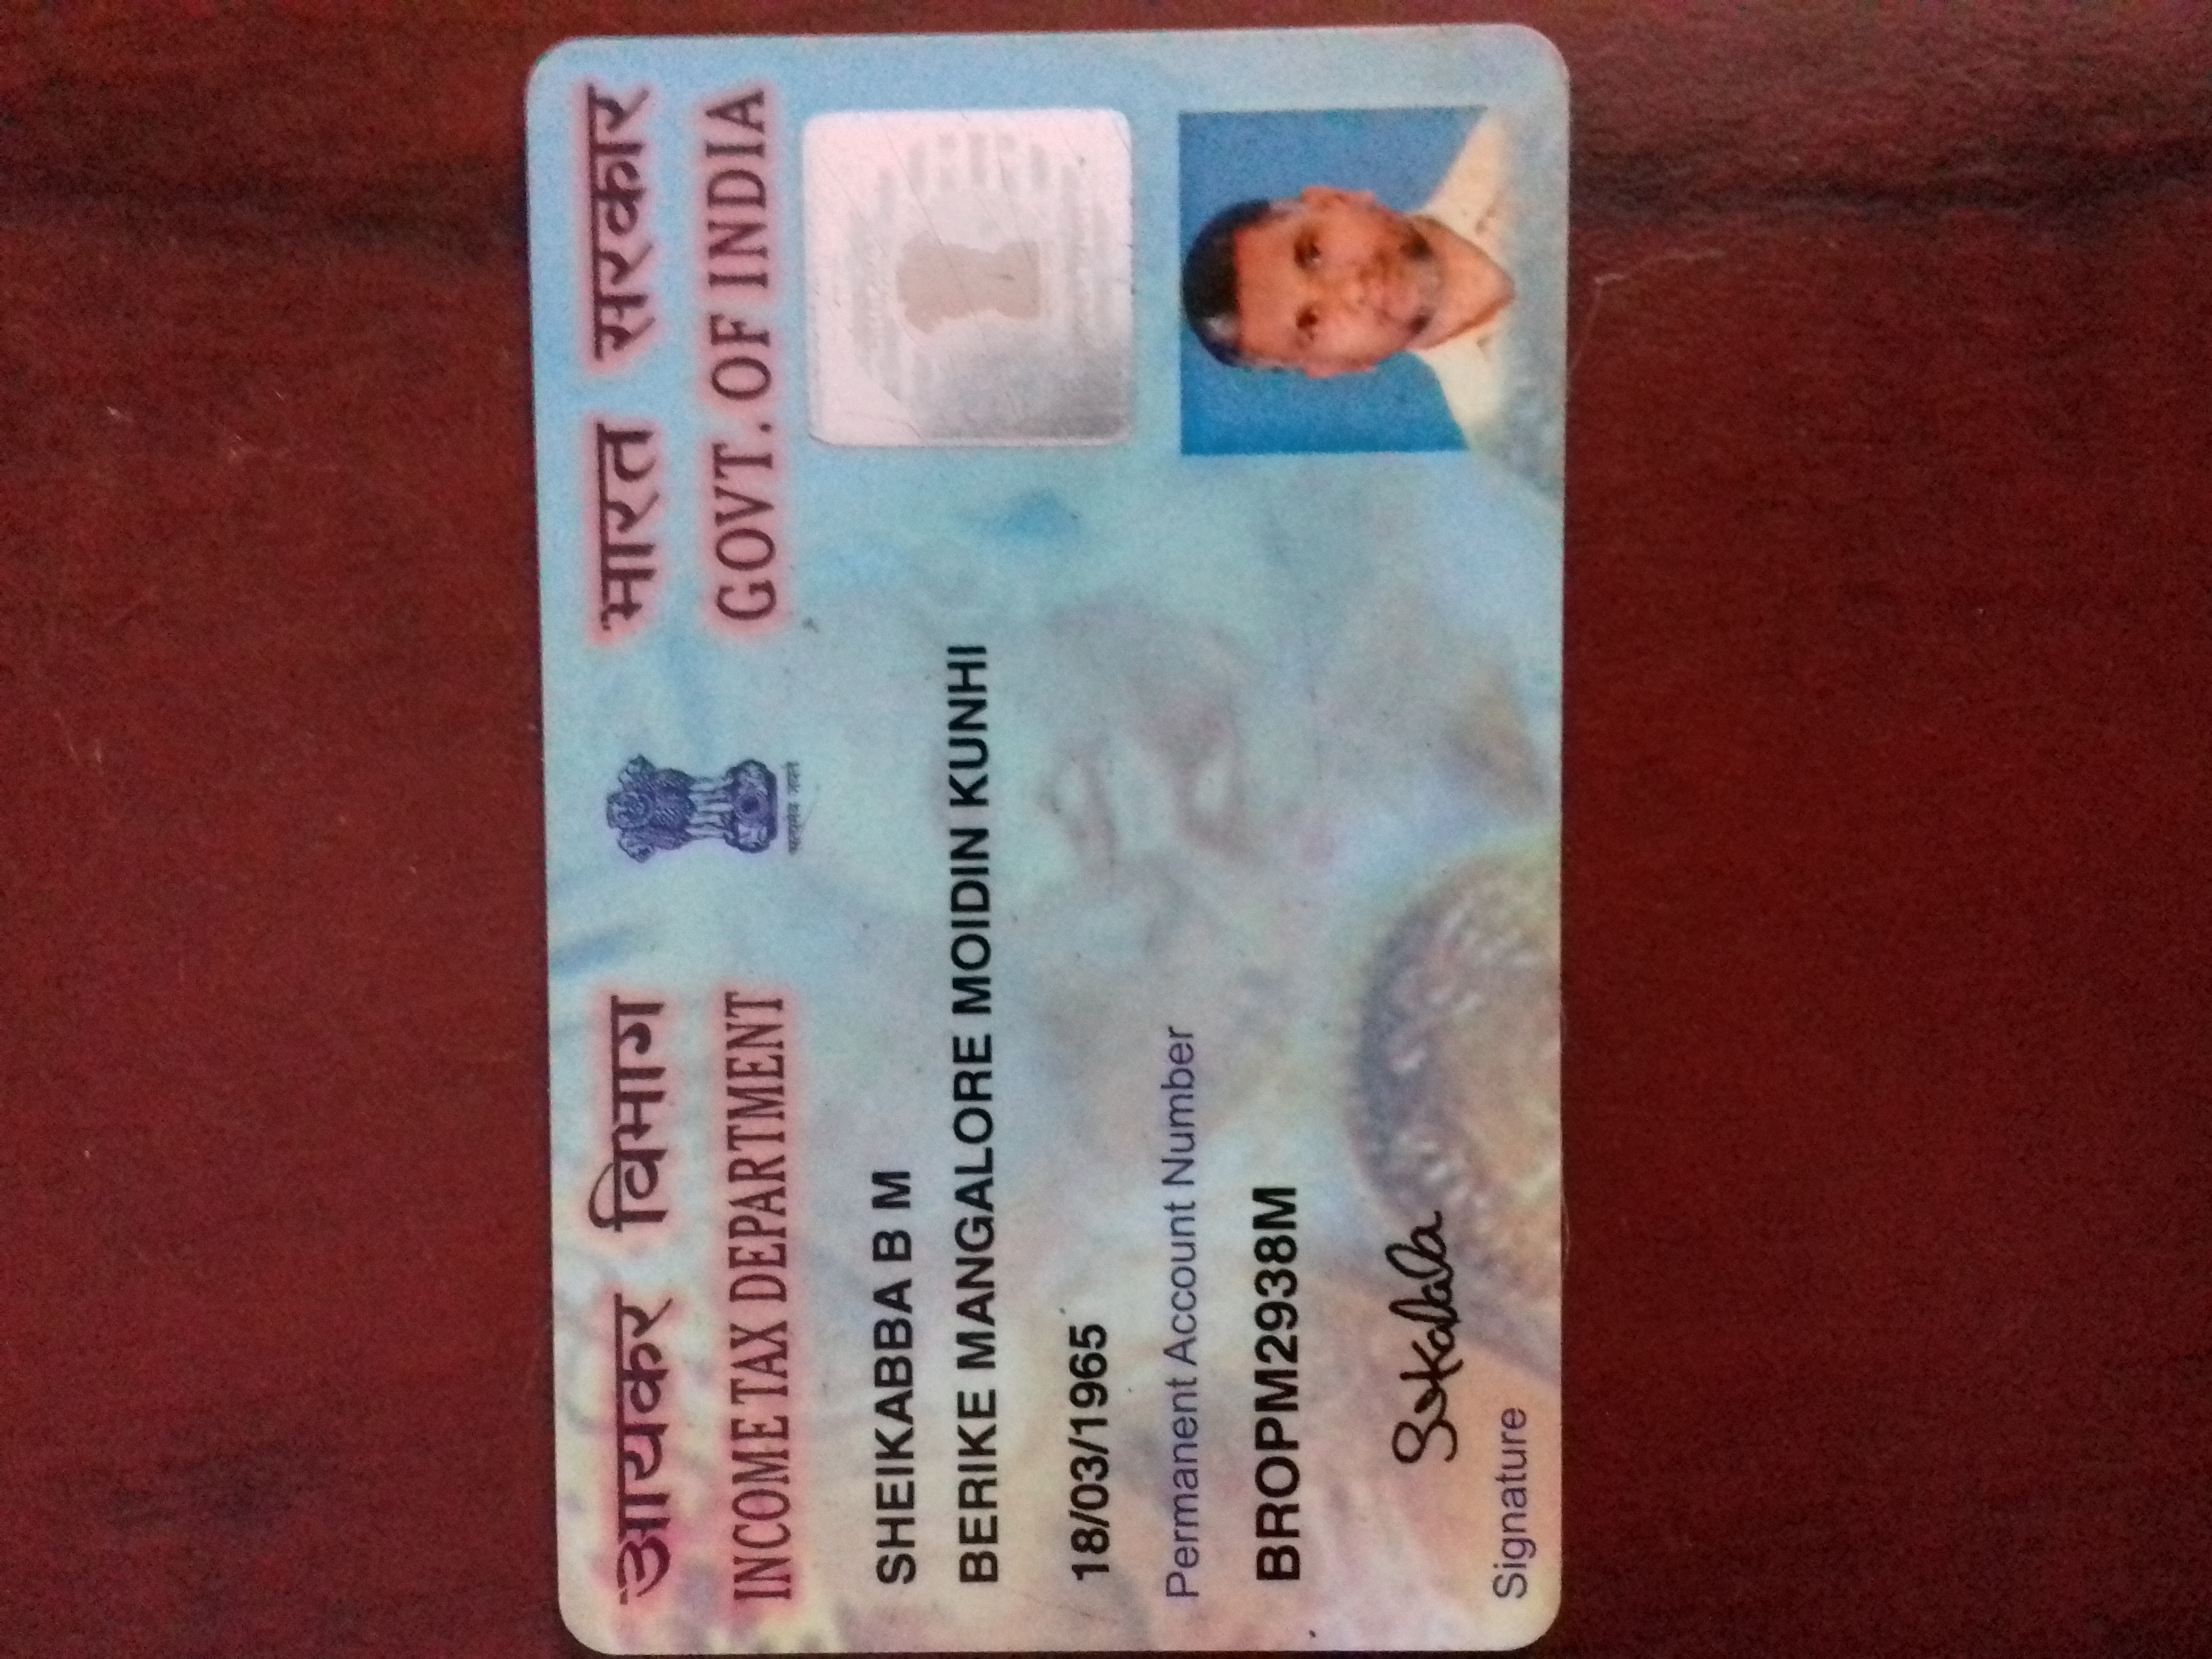 आयकर विभाग
INCOME TAX DEPARTMENT
सत्यमेव जयते
भारत सरकार
GOVT. OF INDIA
SHEIKABBA B M
BERIKE MANGALORE MOIDIN KUNHI
18/03/1965
Permanent Account Number
BROPM2938M
Signature